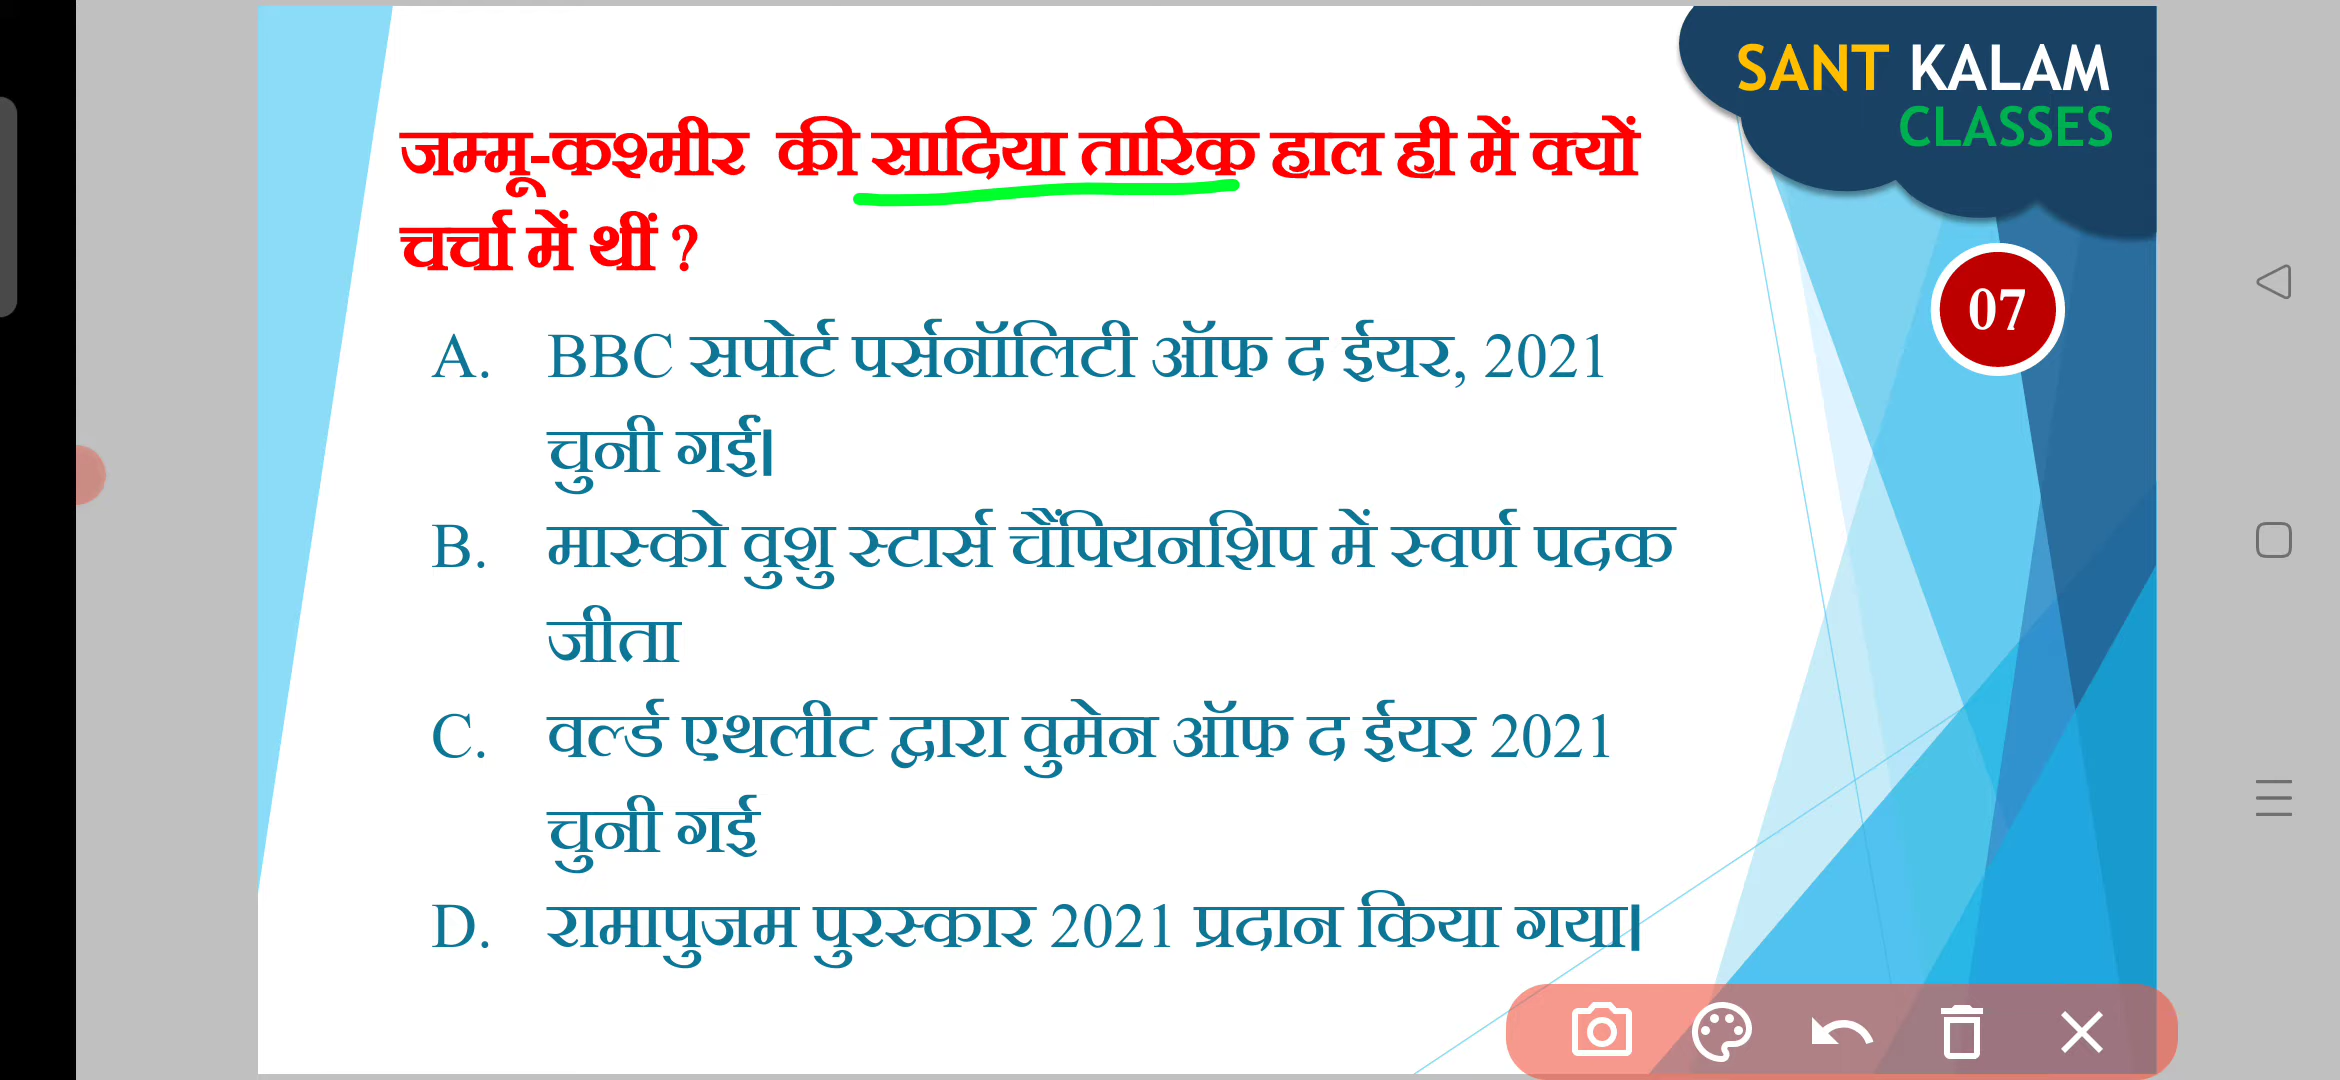 SANT KALAM
CLASSES
जम्मू-कश्मीर की सादिया तारिक हाल ही में क्यों
चर्चा में थीं ?
07
A. BBC सपोर्ट पर्सनॉलिटी ऑफ द ईयर, 2021
चुनी गई।
B. मास्को वुशु स्टार्स चैंपियनशिप में स्वर्ण पदक
जीता
C. वर्ल्ड एथलीट द्वारा वुमेन ऑफ द ईयर 2021
चुनी गई
D. रामापुजम पुरस्कार 2021 प्रदान किया गया।